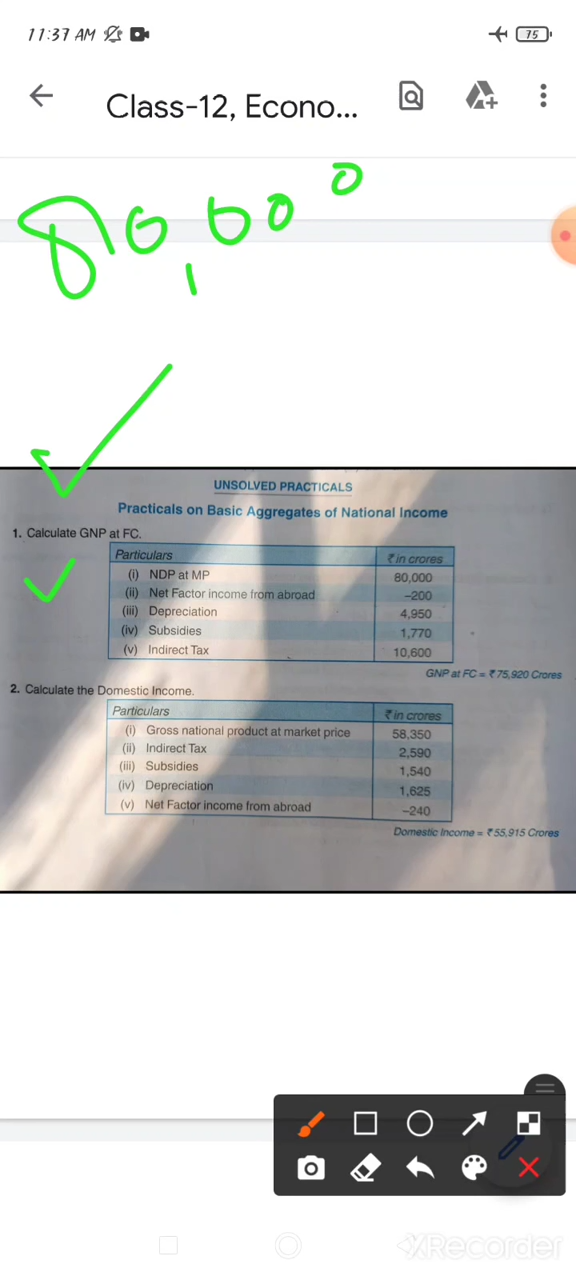 11:37 AM
75
Class-12, Econo...
80,000
UNSOLVED PRACTICALS
Practicals on Basic Aggregates of National Income
1. Calculate GNP at FC.
Particulars ₹ in crores
(i) NDP at MP 80,000
(ii) Net Factor income from abroad –200
(iii) Depreciation 4,950
(iv) Subsidies 1,770
(v) Indirect Tax 10,600
GNP at FC = ₹ 75,920 Crores
2. Calculate the Domestic Income.
Particulars ₹ in crores
(i) Gross national product at market price 58,350
(ii) Indirect Tax 2,590
(iii) Subsidies 1,540
(iv) Depreciation 1,625
(v) Net Factor income from abroad –240
Domestic Income = ₹ 55,915 Crores
XRecorder